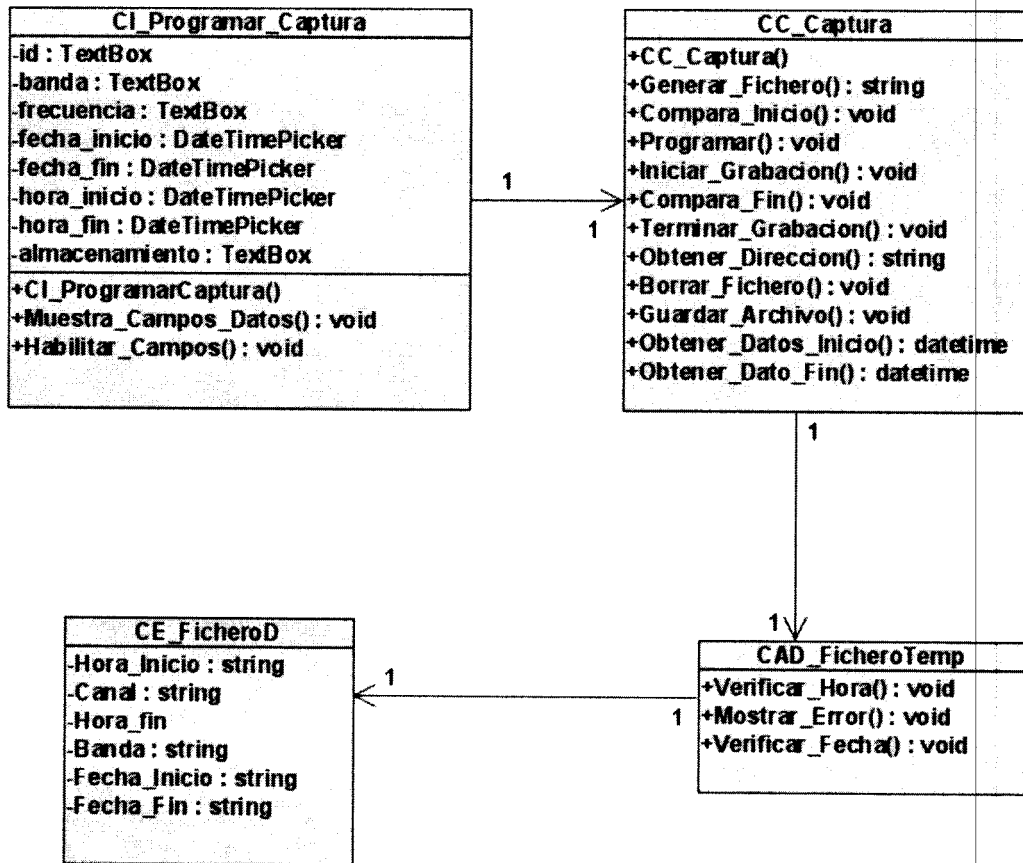 CI_Programar_Captura
-id : TextBox
-banda : TextBox
-frecuencia : TextBox
-fecha_inicio : DateTimePicker
-fecha_fin : DateTimePicker
-hora_inicio : DateTimePicker
-hora_fin : DateTimePicker
-almacenamiento : TextBox
+CI_ProgramarCaptura()
+Muestra_Campos_Datos() : void
+Habilitar_Campos() : void
1
1
CC_Captura
+CC_Captura()
+Generar_Fichero() : string
+Compara_Inicio() : void
+Programar() : void
+Iniciar_Grabacion() : void
+Compara_Fin() : void
+Terminar_Grabacion() : void
+Obtener_Direccion() : string
+Borrar_Fichero() : void
+Guardar_Archivo() : void
+Obtener_Datos_Inicio() : datetime
+Obtener_Dato_Fin() : datetime
1
1
CE_FicheroD
-Hora_Inicio : string
-Canal : string
-Hora_fin
-Banda : string
-Fecha_Inicio : string
-Fecha_Fin : string
1
1
CAD_FicheroTemp
+Verificar_Hora() : void
+Mostrar_Error() : void
+Verificar_Fecha() : void